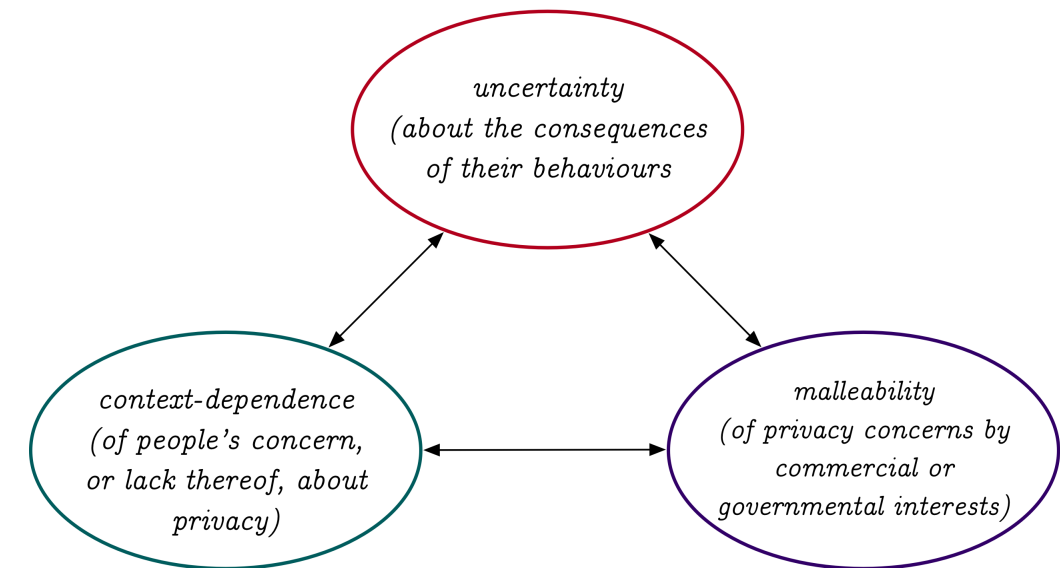 uncertainty
(about the consequences
of their behaviours
context-dependence
(of people's concern,
or lack thereof, about
privacy)
malleability
(of privacy concerns by
commercial or
governmental interests)